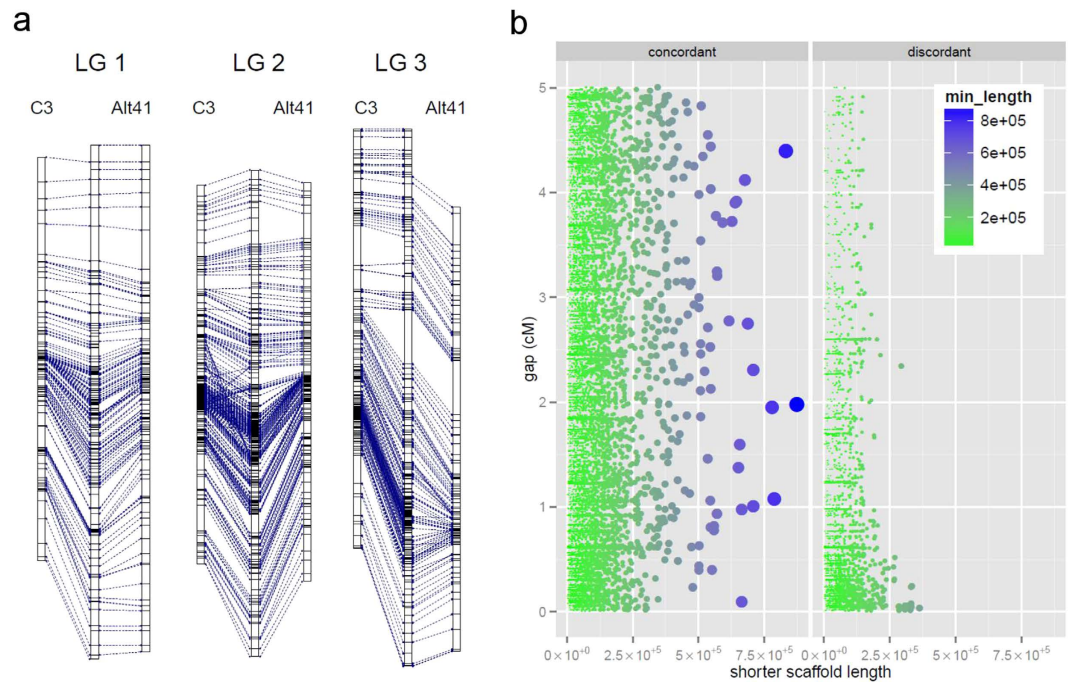 a
LG 1
LG 2
LG 3
C3
Alt41
C3
Alt41
C3
Alt41
b
concordant
discordant
min_length
8e+05
6e+05
4e+05
2e+05
gap (cM)
5
4
3
2
1
0
0×10⁺⁰
2.5×10⁺⁵
5×10⁺⁵
7.5×10⁺⁵
0×10⁺⁰
2.5×10⁺⁵
5×10⁺⁵
7.5×10⁺⁵
shorter scaffold length